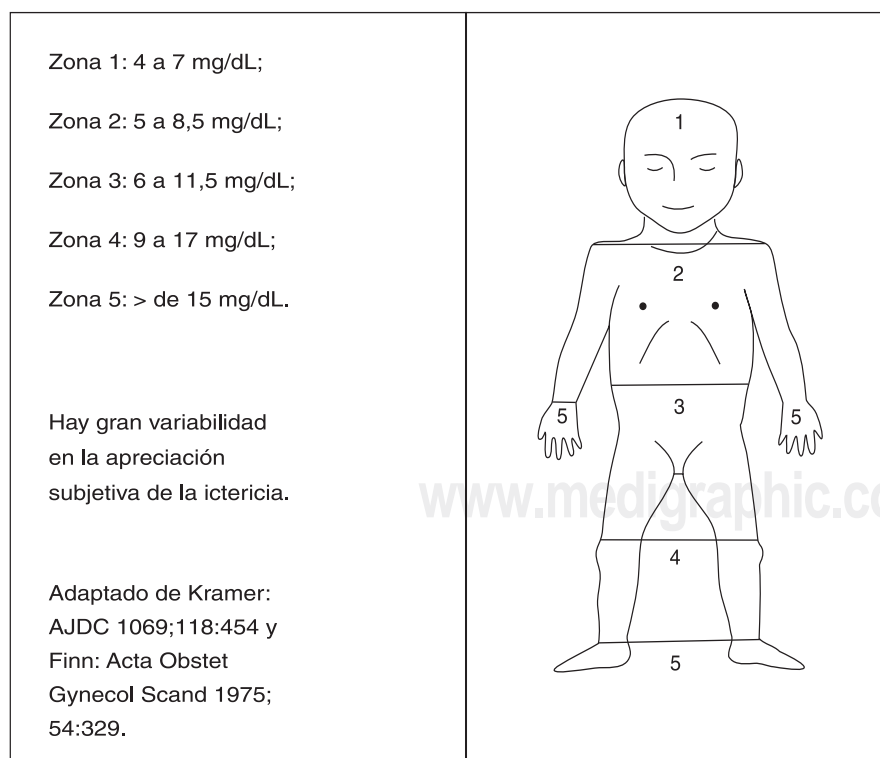 Zona 1: 4 a 7 mg/dL;
Zona 2: 5 a 8,5 mg/dL;
Zona 3: 6 a 11,5 mg/dL;
Zona 4: 9 a 17 mg/dL;
Zona 5: > de 15 mg/dL.
Hay gran variabilidad
en la apreciación
subjetiva de la ictericia.
Adaptado de Kramer:
AJDC 1069;118:454 y
Finn: Acta Obstet
Gynecol Scand 1975;
54:329.
1
2
3
5
5
4
5
www.medigraphic.co